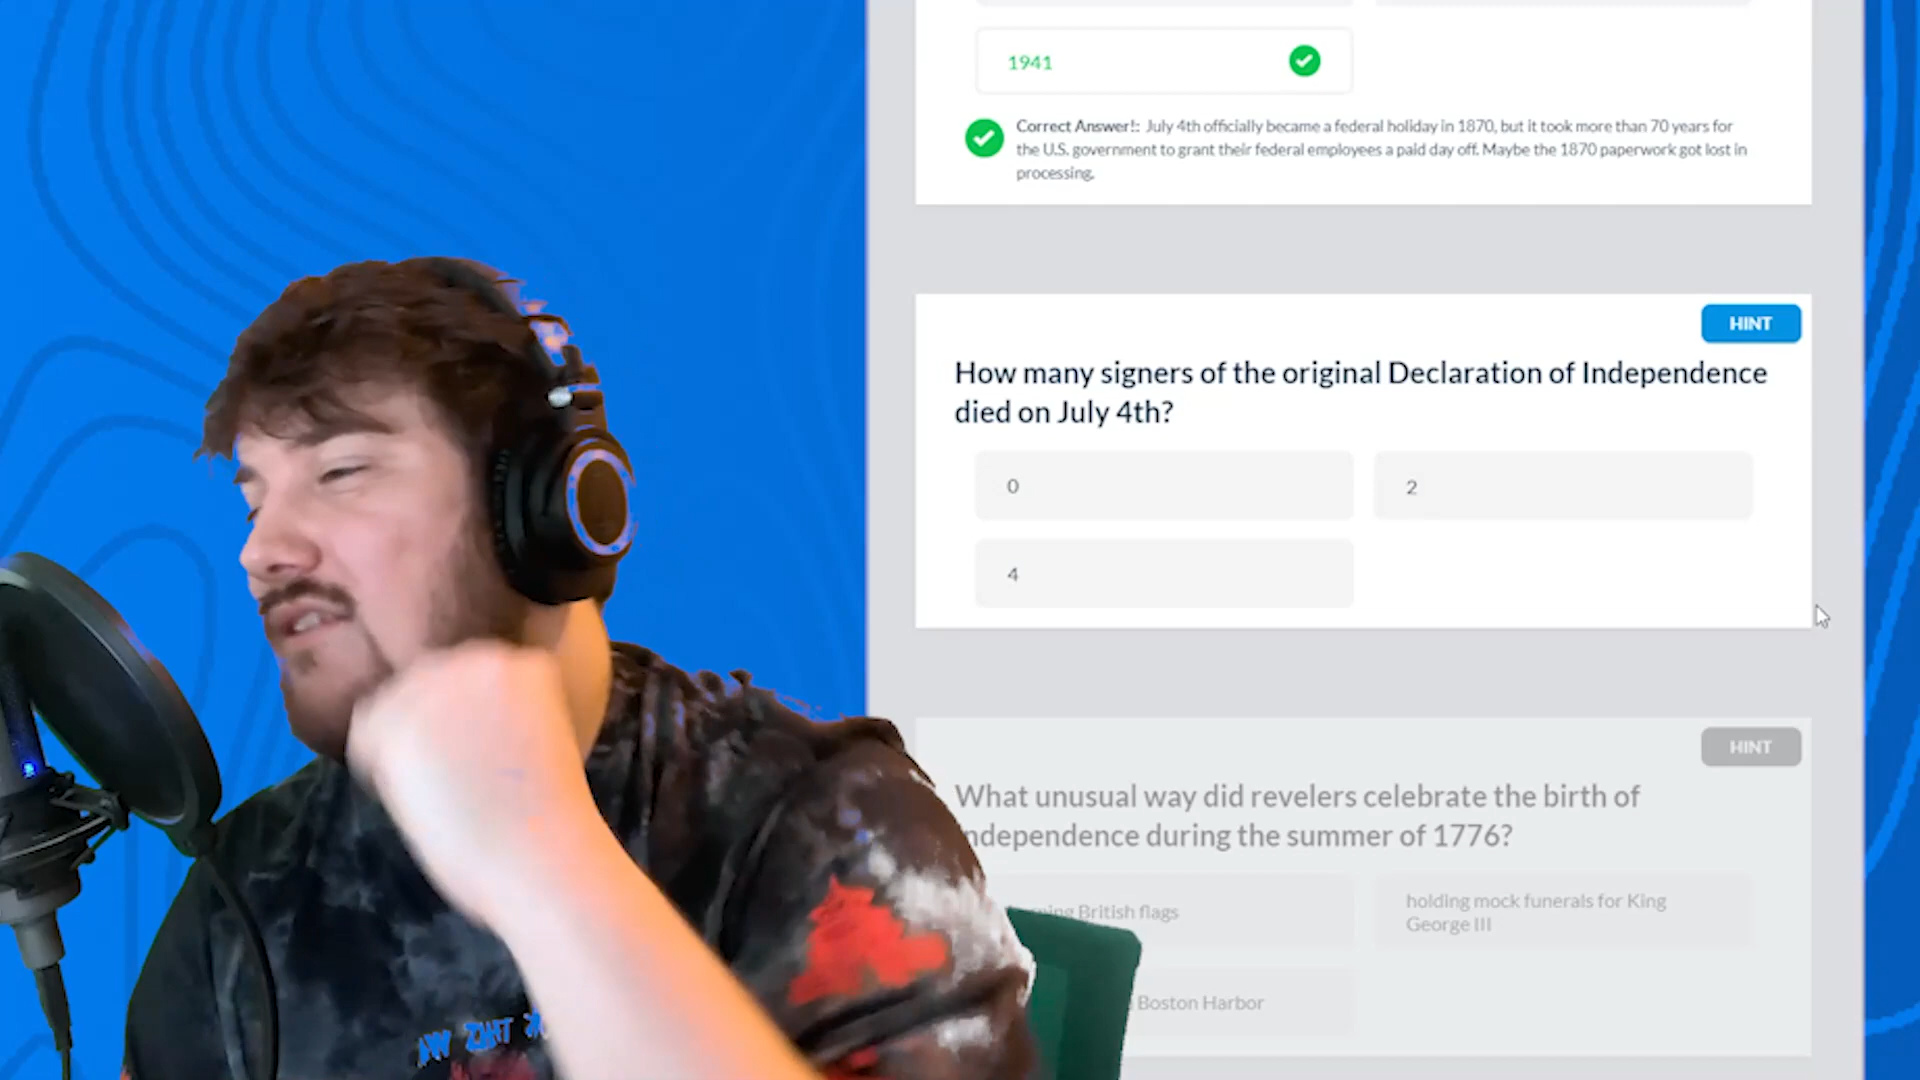 1941
Correct Answer!: July 4th officially became a federal holiday in 1870, but it took more than 70 years for
the U.S. government to grant their federal employees a paid day off. Maybe the 1870 paperwork got lost in
processing.
HINT
How many signers of the original Declaration of Independence
died on July 4th?
0
2
4
HINT
What unusual way did revelers celebrate the birth of
independence during the summer of 1776?
British flags
holding mock funerals for King
George III
Boston Harbor